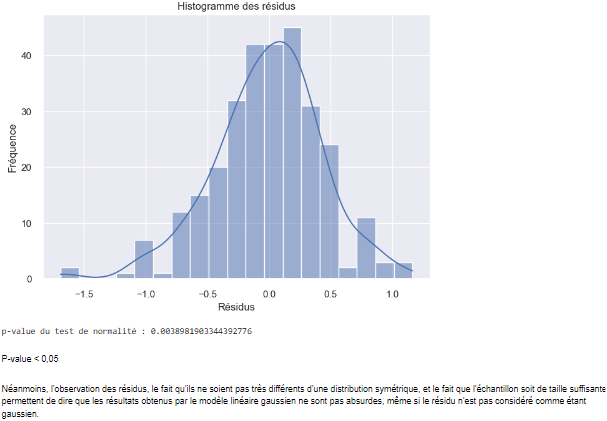 Histogramme des résidus
Fréquence
40
30
20
10
0
−1.5
−1.0
−0.5
0.0
0.5
1.0
Résidus
p-value du test de normalité : 0.0038981903344392776
P-value < 0,05
Néanmoins, l'observation des résidus, le fait qu'ils ne soient pas très différents d'une distribution symétrique, et le fait que l'échantillon soit de taille suffisante
permettent de dire que les résultats obtenus par le modèle linéaire gaussien ne sont pas absurdes, même si le résidu n'est pas considéré comme étant
gaussien.